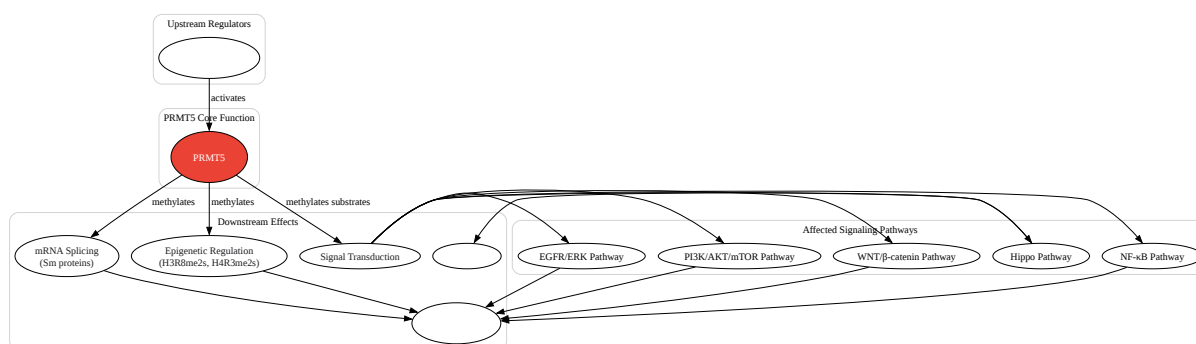 Upstream Regulators
activates
PRMT5 Core Function
PRMT5
methylates
methylates
methylates substrates
Downstream Effects
Affected Signaling Pathways
mRNA Splicing
(Sm proteins)
Epigenetic Regulation
(H3R8me2s, H4R3me2s)
Signal Transduction
EGFR/ERK Pathway
PI3K/AKT/mTOR Pathway
WNT/β-catenin Pathway
Hippo Pathway
NF-κB Pathway